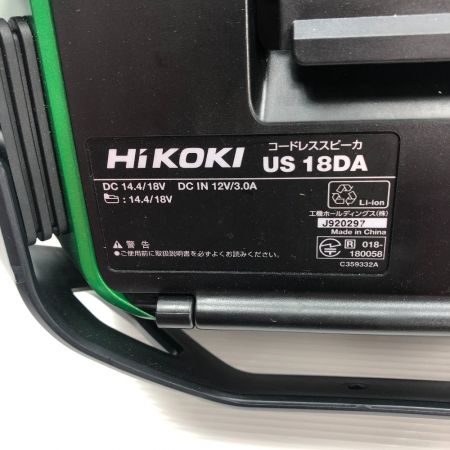 HiKOKI コードレススピーカ
US 18DA
DC 14.4/18V DC IN 12V/3.0A
:14.4/18V
Li-ion
工機ホールディングス(株)
J920297
Made in China
⚠ 警告
●ご使用前に取扱説明書を必ずよくお読みください。
R 018-
180058
C359332A